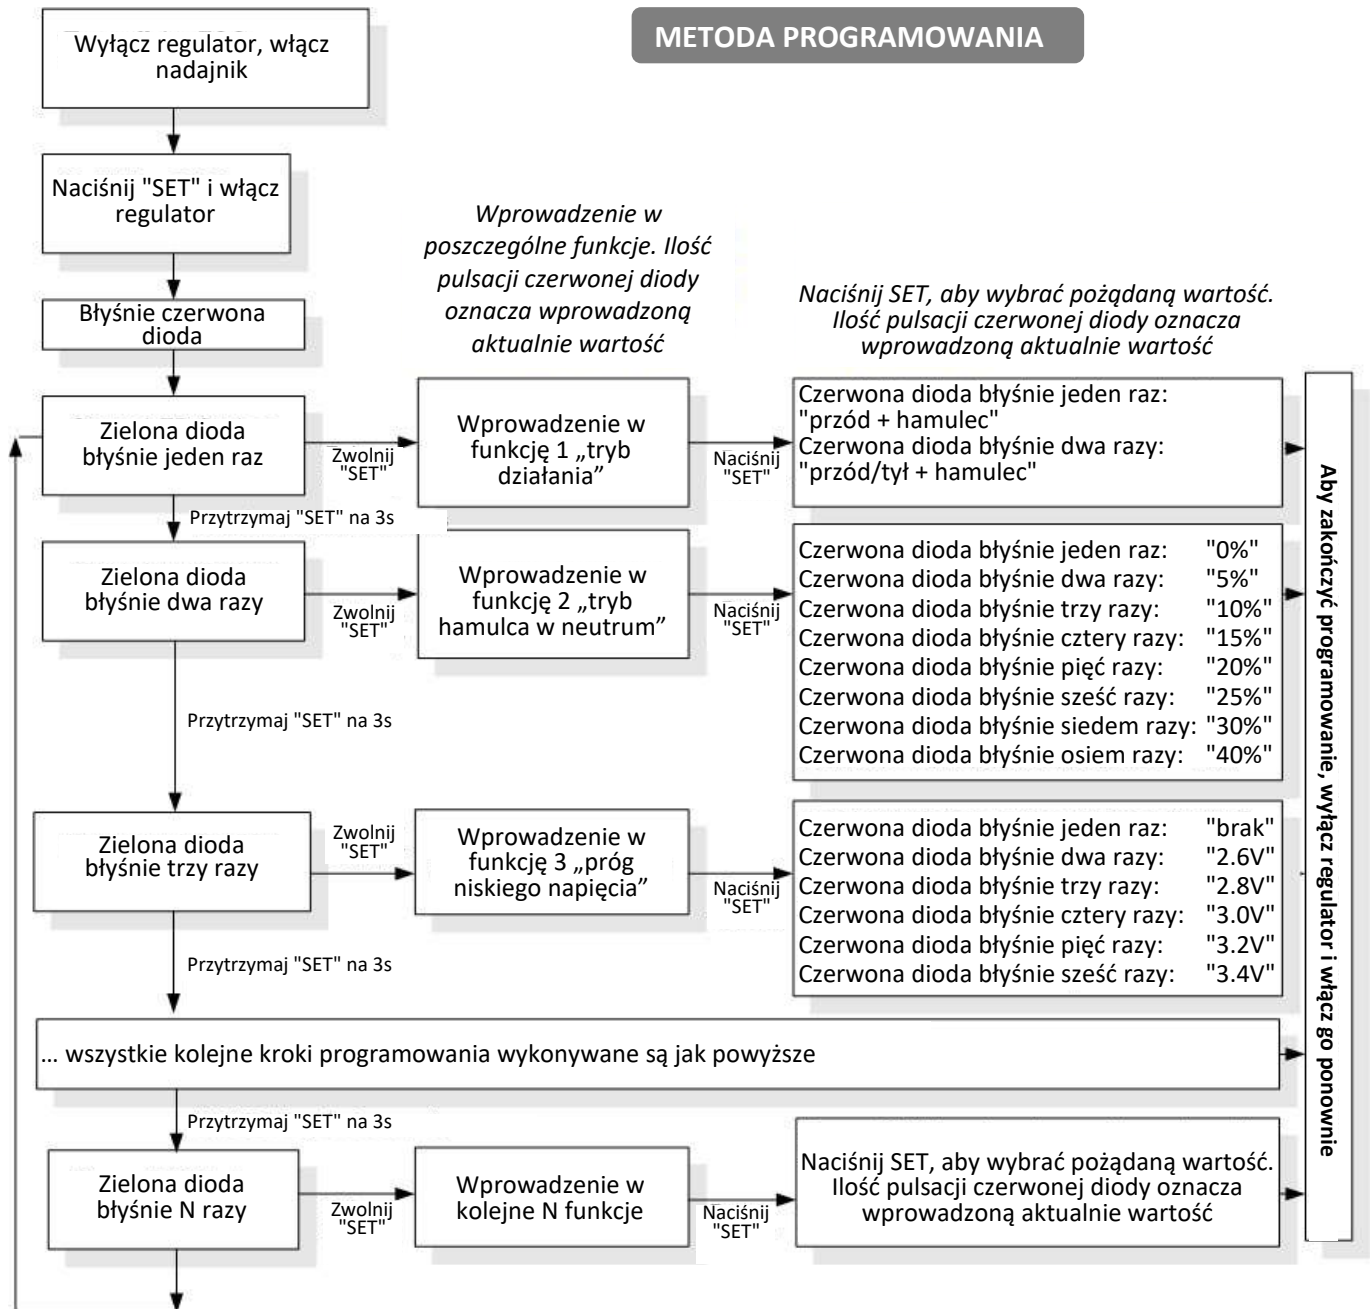 METODA PROGRAMOWANIA
Wyłącz regulator, włącz
nadajnik
Naciśnij "SET" i włącz
regulator
Błyśnie czerwona
dioda
Wprowadzenie w
poszczególne funkcje. Ilość
pulsacji czerwonej diody
oznacza wprowadzoną
aktualnie wartość
Naciśnij SET, aby wybrać pożądaną wartość.
Ilość pulsacji czerwonej diody oznacza
wprowadzoną aktualnie wartość
Zielona dioda
błyśnie jeden raz
Zwolnij
"SET"
Wprowadzenie w
funkcję 1 „tryb
działania”
Naciśnij
"SET"
Czerwona dioda błyśnie jeden raz:
"przód + hamulec"
Czerwona dioda błyśnie dwa razy:
"przód/tył + hamulec"
Przytrzymaj "SET" na 3s
Zielona dioda
błyśnie dwa razy
Zwolnij
"SET"
Wprowadzenie w
funkcję 2 „tryb
hamulca w neutrum”
Naciśnij
"SET"
Czerwona dioda błyśnie jeden raz: "0%"
Czerwona dioda błyśnie dwa razy: "5%"
Czerwona dioda błyśnie trzy razy: "10%"
Czerwona dioda błyśnie cztery razy: "15%"
Czerwona dioda błyśnie pięć razy: "20%"
Czerwona dioda błyśnie sześć razy: "25%"
Czerwona dioda błyśnie siedem razy: "30%"
Czerwona dioda błyśnie osiem razy: "40%"
Przytrzymaj "SET" na 3s
Zielona dioda
błyśnie trzy razy
Zwolnij
"SET"
Wprowadzenie w
funkcję 3 „próg
niskiego napięcia”
Naciśnij
"SET"
Czerwona dioda błyśnie jeden raz: "brak"
Czerwona dioda błyśnie dwa razy: "2.6V"
Czerwona dioda błyśnie trzy razy: "2.8V"
Czerwona dioda błyśnie cztery razy: "3.0V"
Czerwona dioda błyśnie pięć razy: "3.2V"
Czerwona dioda błyśnie sześć razy: "3.4V"
Przytrzymaj "SET" na 3s
... wszystkie kolejne kroki programowania wykonywane są jak powyższe
Przytrzymaj "SET" na 3s
Zielona dioda
błyśnie N razy
Zwolnij
"SET"
Wprowadzenie w
kolejne N funkcje
Naciśnij
"SET"
Naciśnij SET, aby wybrać pożądaną wartość.
Ilość pulsacji czerwonej diody oznacza
wprowadzoną aktualnie wartość
Aby zakończyć programowanie, wyłącz regulator i włącz go ponownie